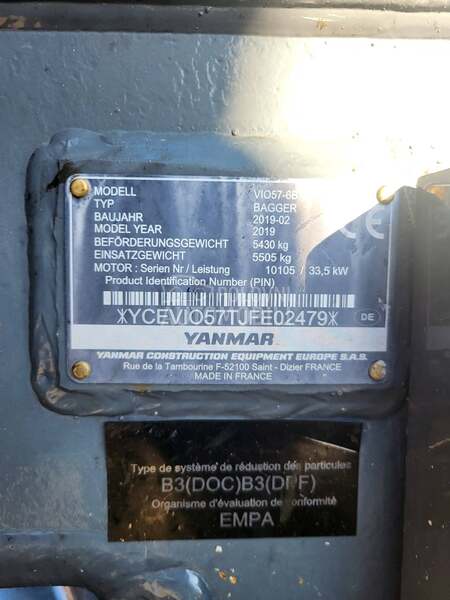 MODELL VIO57-6B
TYP BAGGER
BAUJAHR 2019-02
MODEL YEAR 2019
BEFÖRDERUNGSGEWICHT 5430 kg
EINSATZGEWICHT 5505 kg
MOTOR : Serien Nr / Leistung 10105 / 33,5 kW
Product Identification Number (PIN)
*YCEVIO57TJFE02479*
DE
YANMAR
YANMAR CONSTRUCTION EQUIPMENT EUROPE S.A.S.
Rue de la Tambourine F-52100 Saint - Dizier FRANCE
MADE IN FRANCE
CE
Type de système de réduction des particules
B3(DOC)B3(DPF)
Organisme d'évaluation de conformité
EMPA